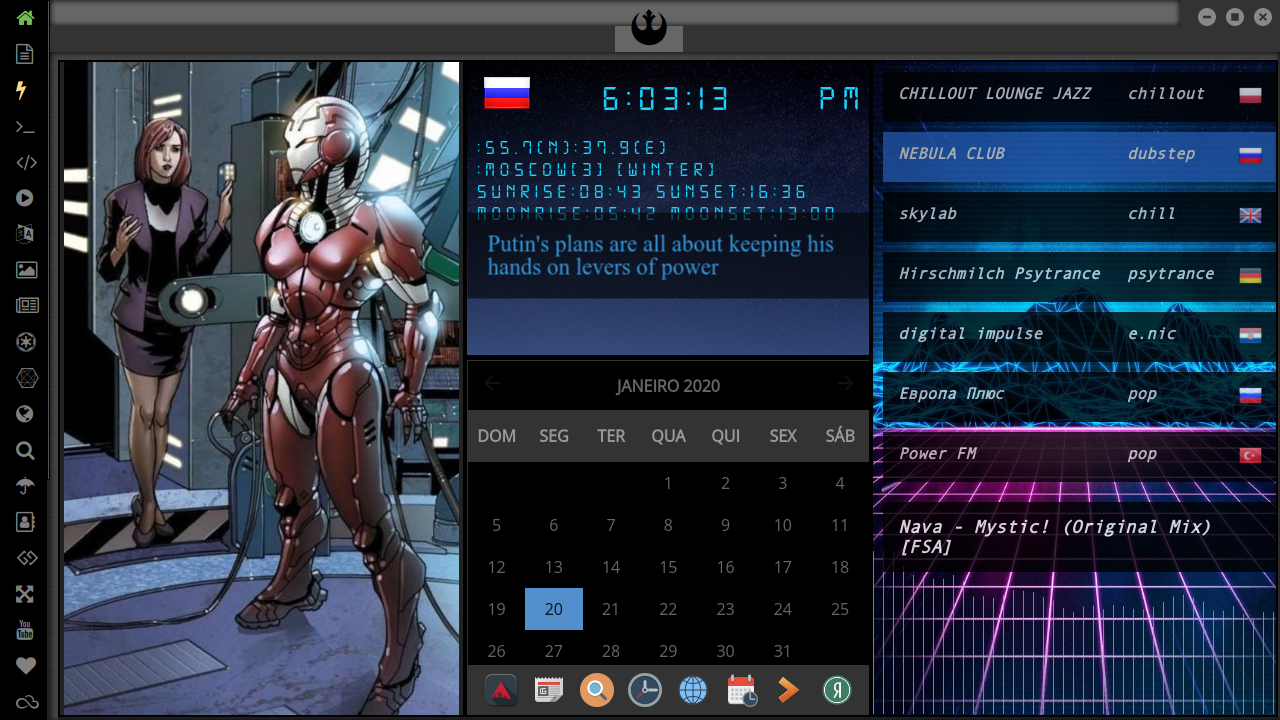 6:03:13 PM
:55.7(N):37.9(E)
:MOSCOW(3) (WINTER)
SUNRISE:08:43 SUNSET:16:36
MOONRISE:05:42 MOONSET:13:00
Putin's plans are all about keeping his
hands on levers of power
JANEIRO 2020
DOM SEG TER QUA QUI SEX SÁB
1 2 3 4
5 6 7 8 9 10 11
12 13 14 15 16 17 18
19 20 21 22 23 24 25
26 27 28 29 30 31
Я
CHILLOUT LOUNGE JAZZ chillout
NEBULA CLUB dubstep
skylab chill
Hirschmilch Psytrance psytrance
digital impulse e.nic
Европа Плюс pop
Power FM pop
Nava - Mystic! (Original Mix)
[FSA]
You
Tube